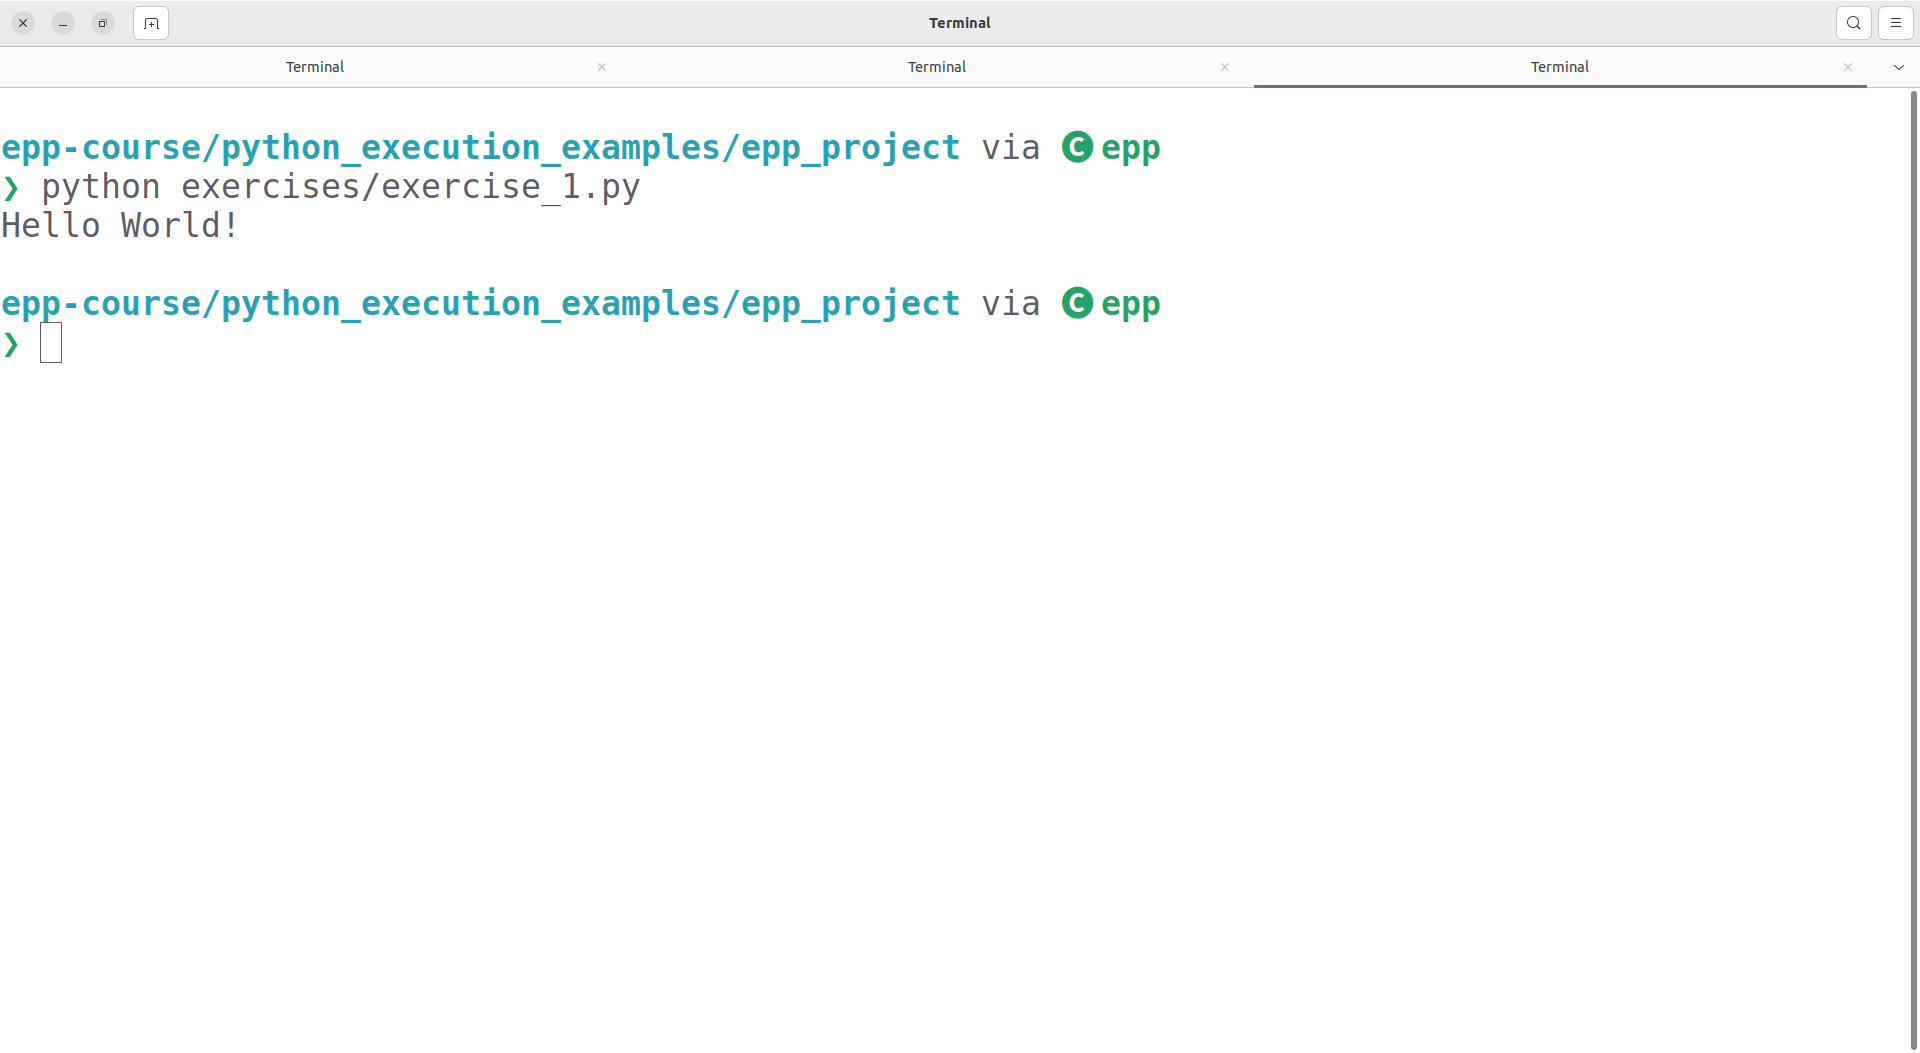 Terminal
Terminal Terminal Terminal
epp-course/python_execution_examples/epp_project via C epp
❯ python exercises/exercise_1.py
Hello World!
epp-course/python_execution_examples/epp_project via C epp
❯